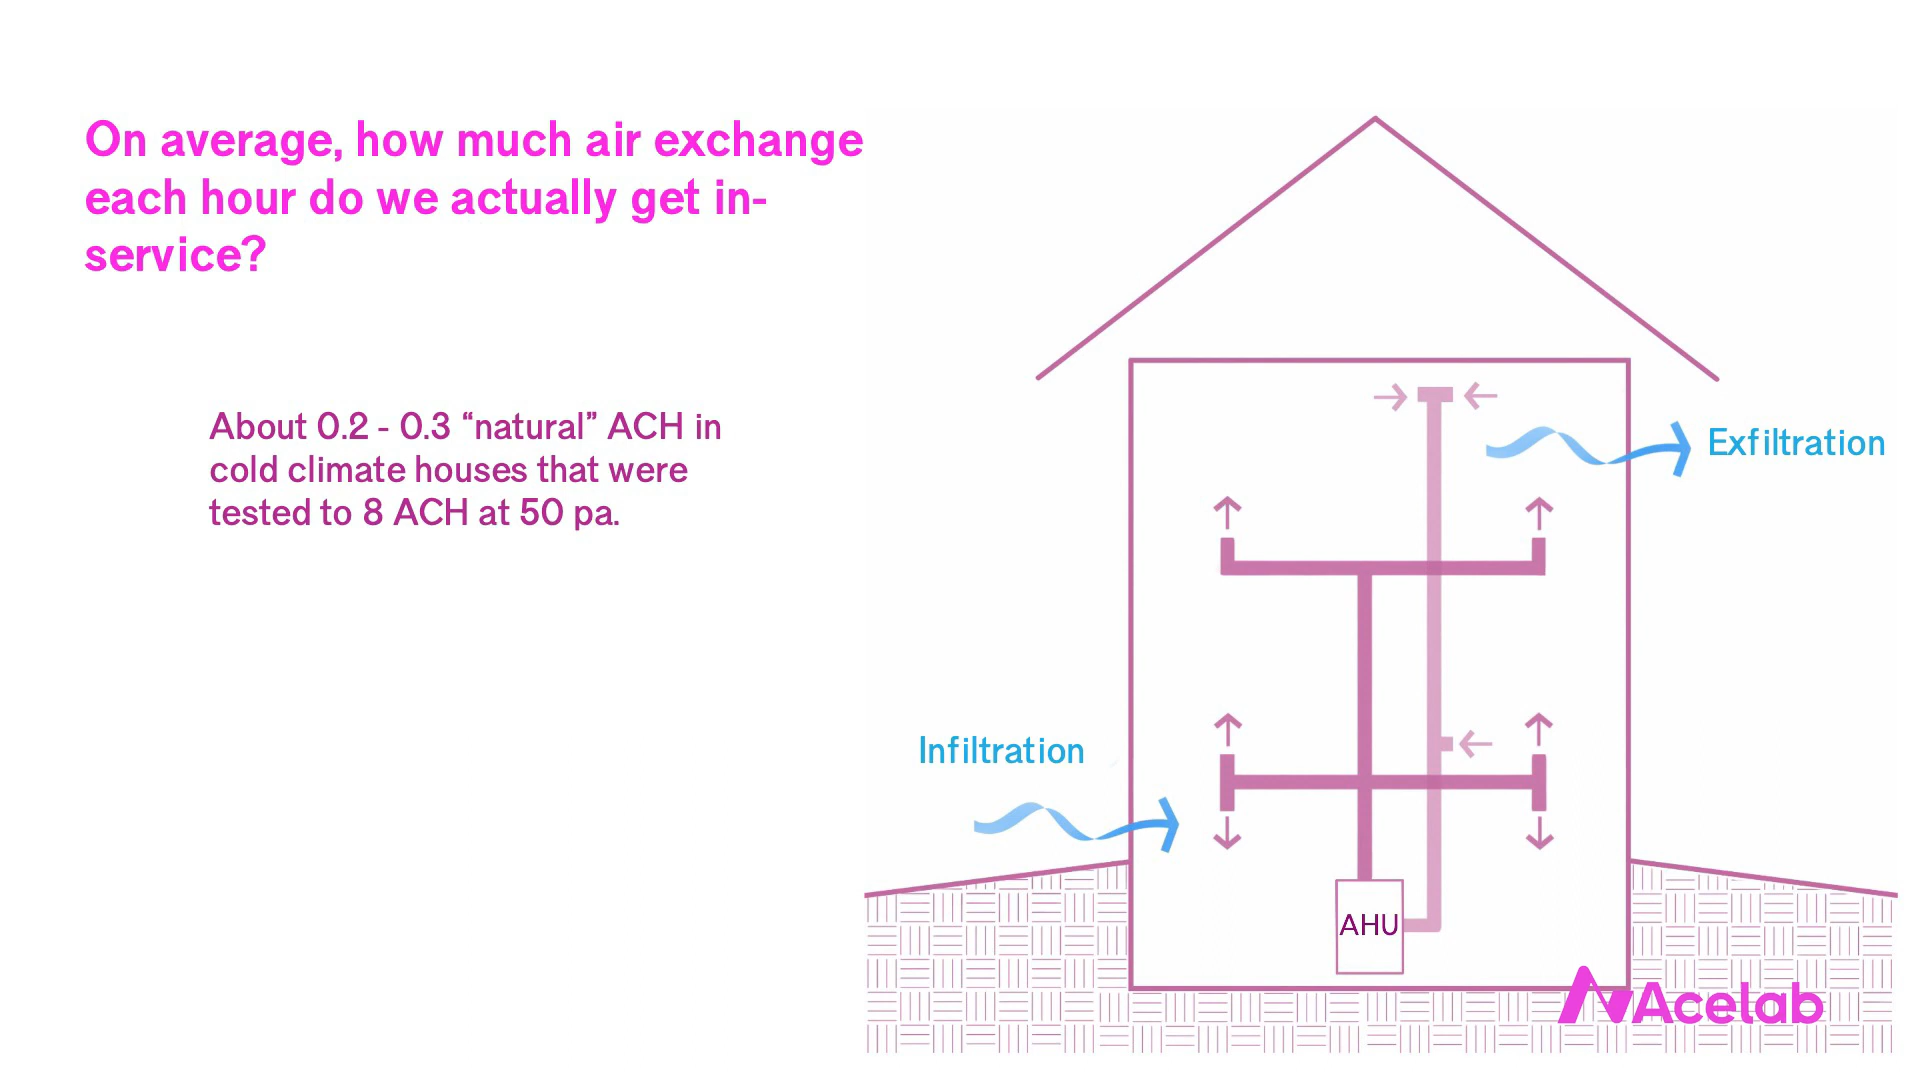 On average, how much air exchange
each hour do we actually get in-
service?
About 0.2 - 0.3 “natural” ACH in
cold climate houses that were
tested to 8 ACH at 50 pa.
Exfiltration
Infiltration
AHU
Acelab